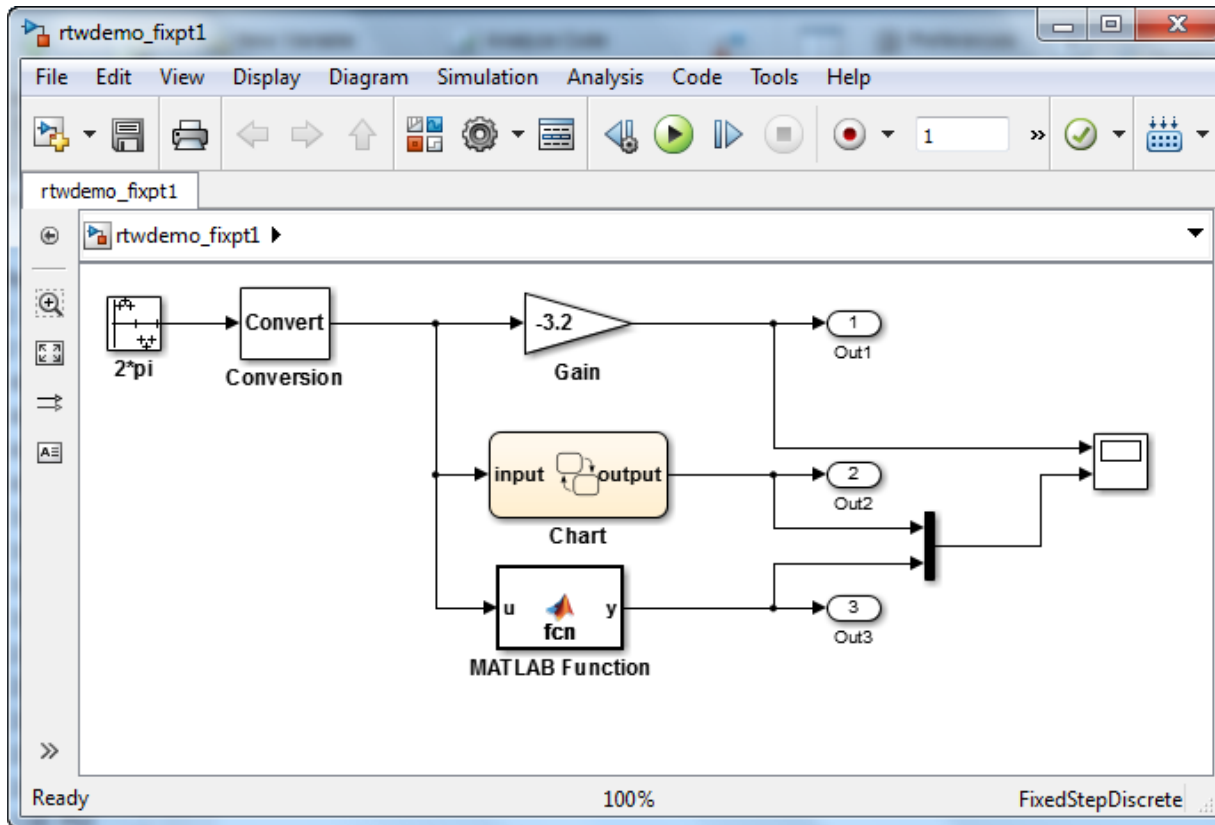 rtwdemo_fixpt1
File Edit View Display Diagram Simulation Analysis Code Tools Help
1
rtwdemo_fixpt1
rtwdemo_fixpt1
2*pi
Convert
Conversion
-3.2
Gain
1
Out1
input output
Chart
2
Out2
u fcn y
MATLAB Function
3
Out3
Ready 100% FixedStepDiscrete